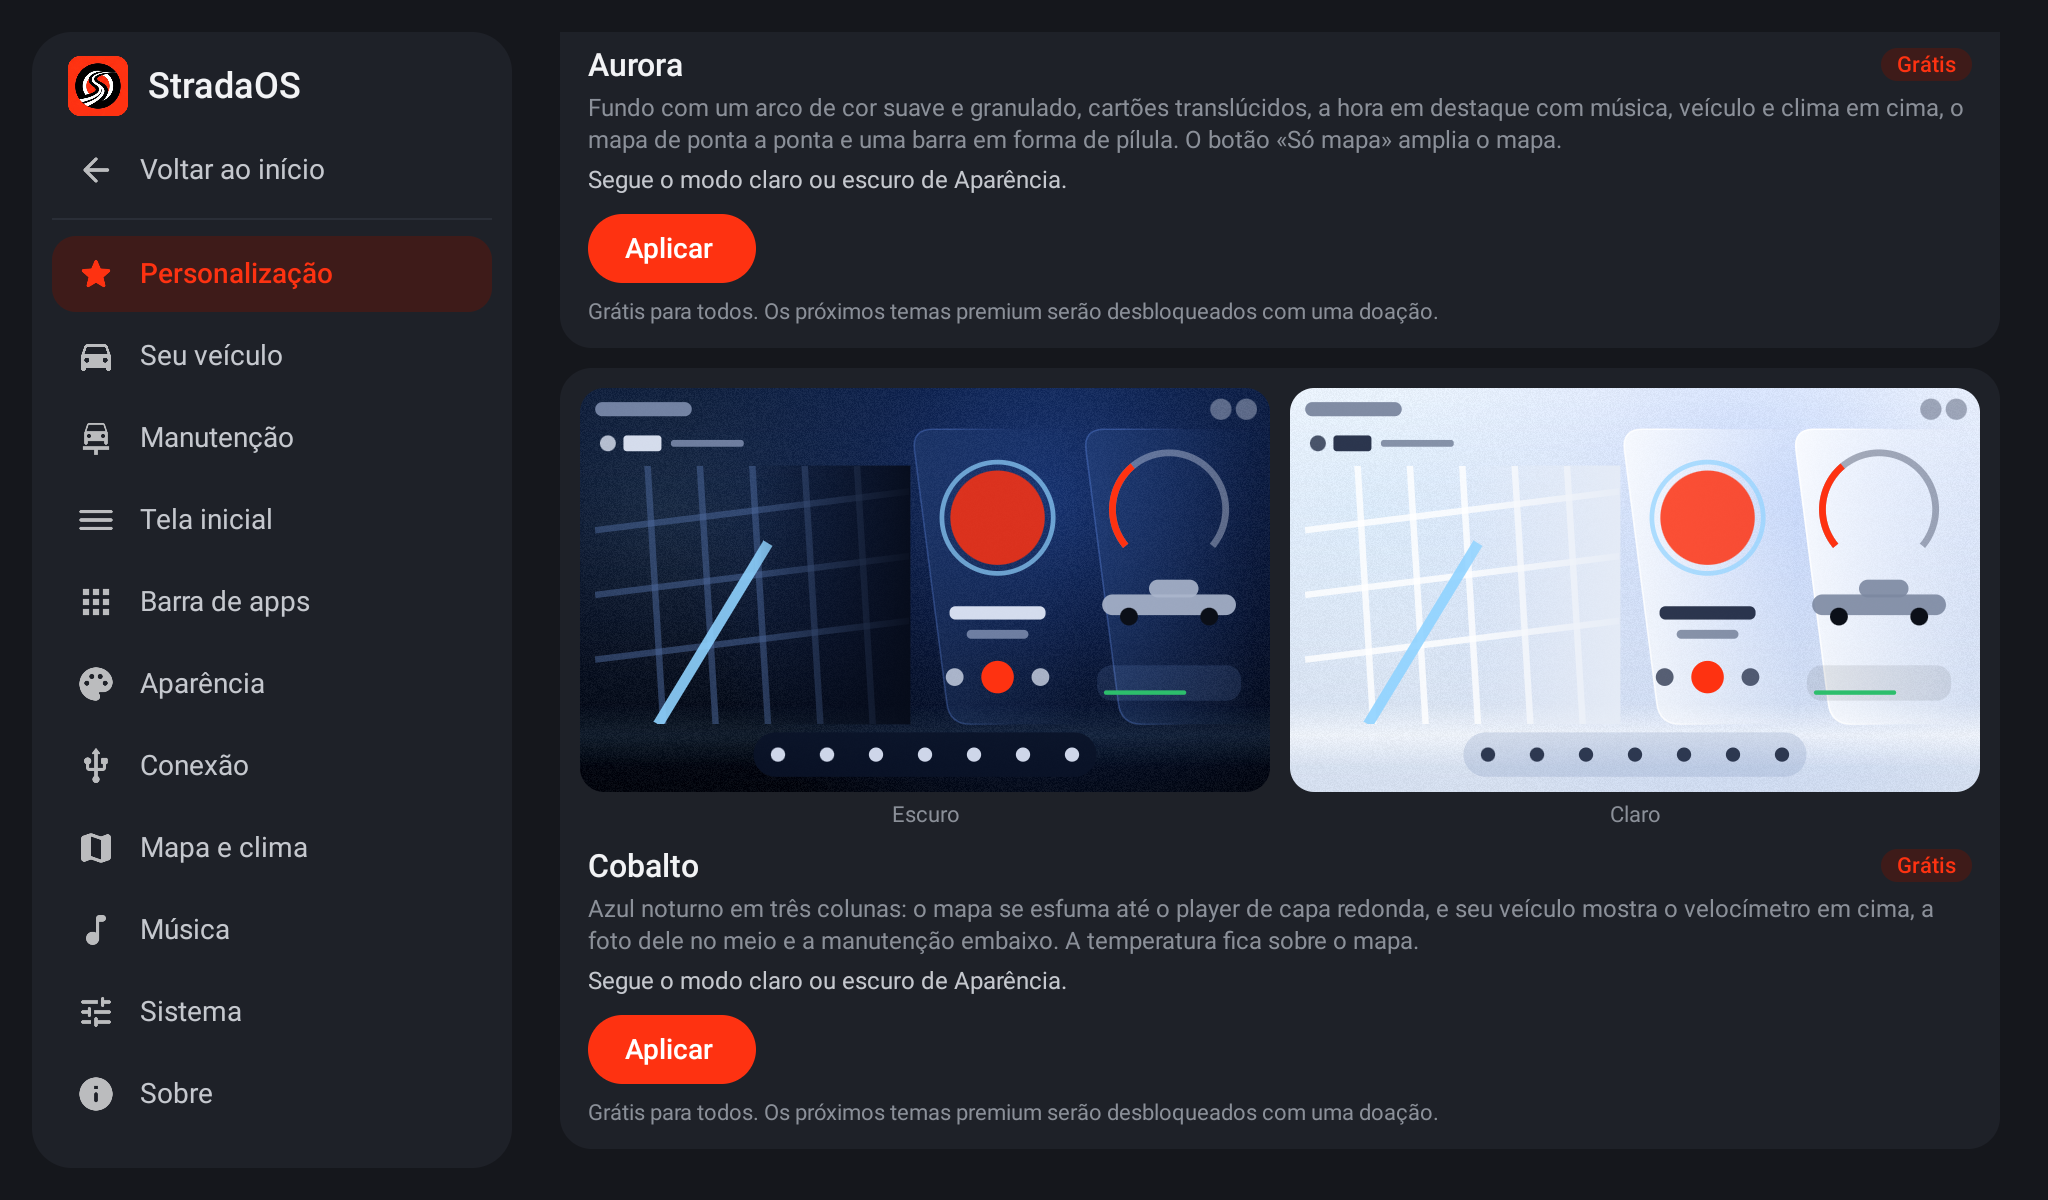 StradaOS
Voltar ao início
Personalização
Seu veículo
Manutenção
Tela inicial
Barra de apps
Aparência
Conexão
Mapa e clima
Música
Sistema
Sobre
Aurora
Grátis
Fundo com um arco de cor suave e granulado, cartões translúcidos, a hora em destaque com música, veículo e clima em cima, o
mapa de ponta a ponta e uma barra em forma de pílula. O botão «Só mapa» amplia o mapa.
Segue o modo claro ou escuro de Aparência.
Aplicar
Grátis para todos. Os próximos temas premium serão desbloqueados com uma doação.
Escuro
Claro
Cobalto
Grátis
Azul noturno em três colunas: o mapa se esfuma até o player de capa redonda, e seu veículo mostra o velocímetro em cima, a
foto dele no meio e a manutenção embaixo. A temperatura fica sobre o mapa.
Segue o modo claro ou escuro de Aparência.
Aplicar
Grátis para todos. Os próximos temas premium serão desbloqueados com uma doação.